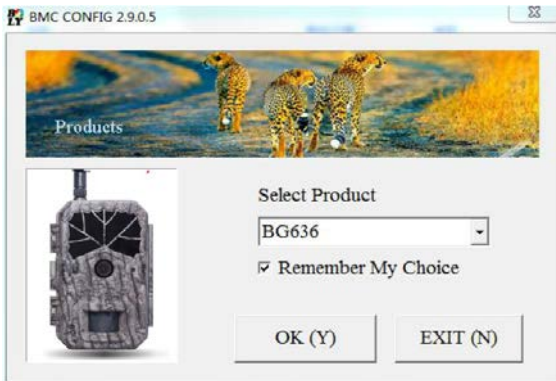 BMC CONFIG 2.9.0.5
Products
Select Product
BG636
Remember My Choice
OK (Y)
EXIT (N)